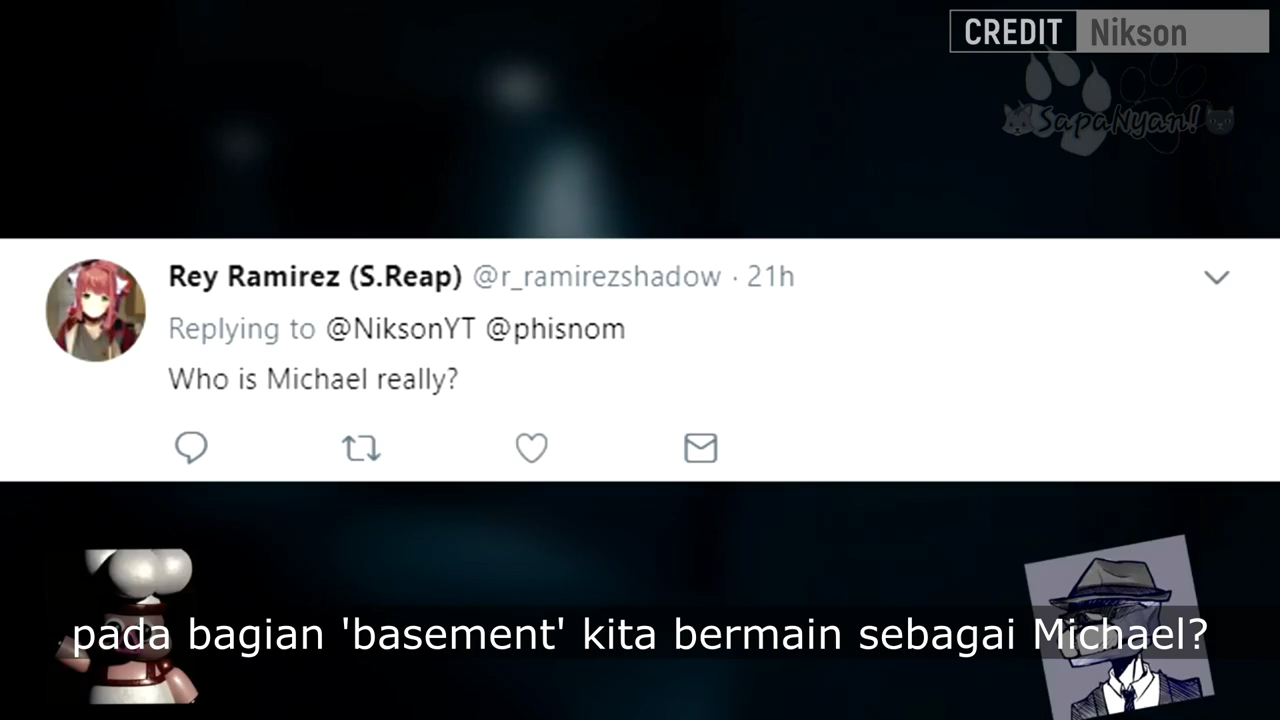 CREDIT Nikson
SapaNyan!
Rey Ramirez (S.Reap) @r_ramirezshadow · 21h
Replying to @NiksonYT @phisnom
Who is Michael really?
pada bagian 'basement' kita bermain sebagai Michael?